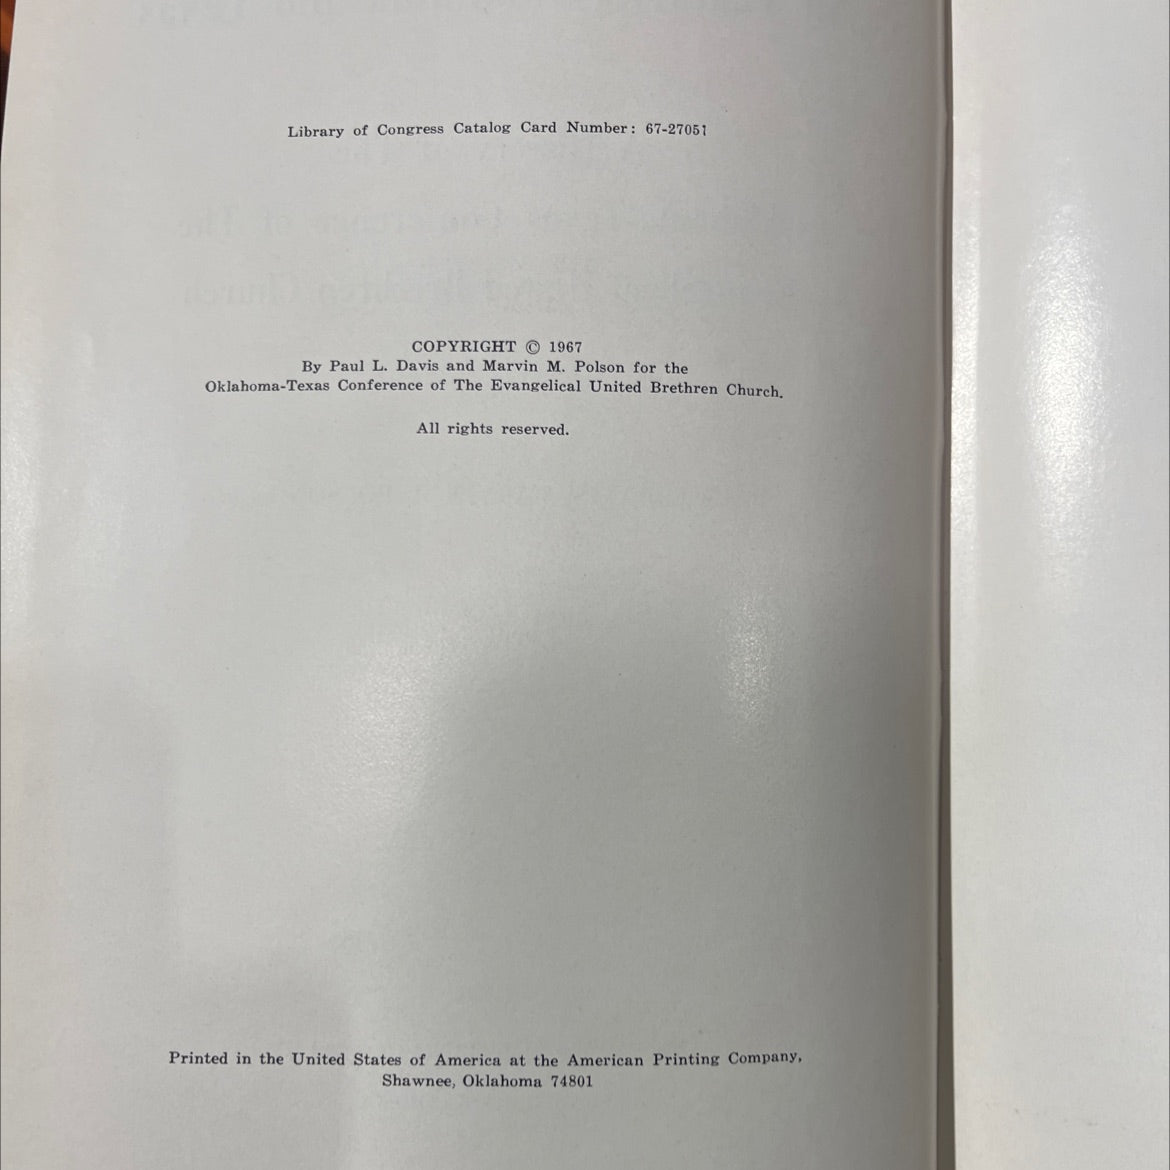 Library of Congress Catalog Card Number: 67-27051
COPYRIGHT © 1967
By Paul L. Davis and Marvin M. Polson for the
Oklahoma-Texas Conference of The Evangelical United Brethren Church.
All rights reserved.
Printed in the United States of America at the American Printing Company,
Shawnee, Oklahoma 74801